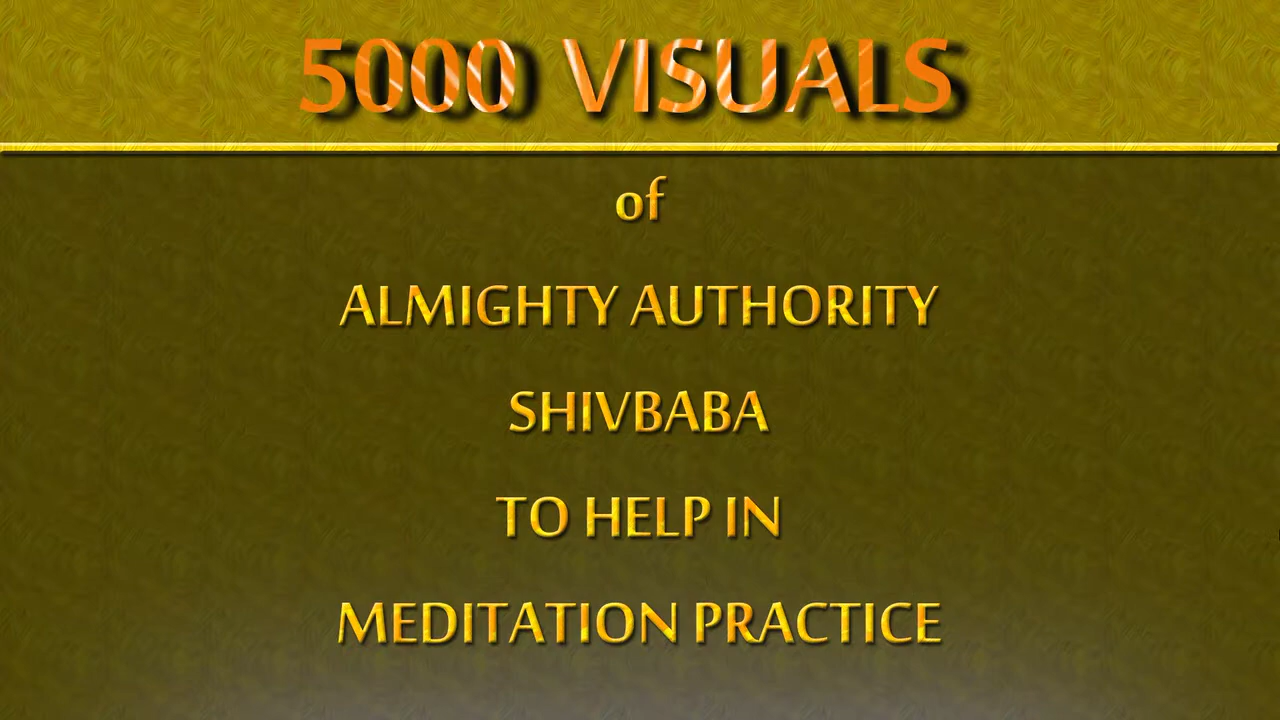 5000 VISUALS
of
ALMIGHTY AUTHORITY
SHIVBABA
TO HELP IN
MEDITATION PRACTICE